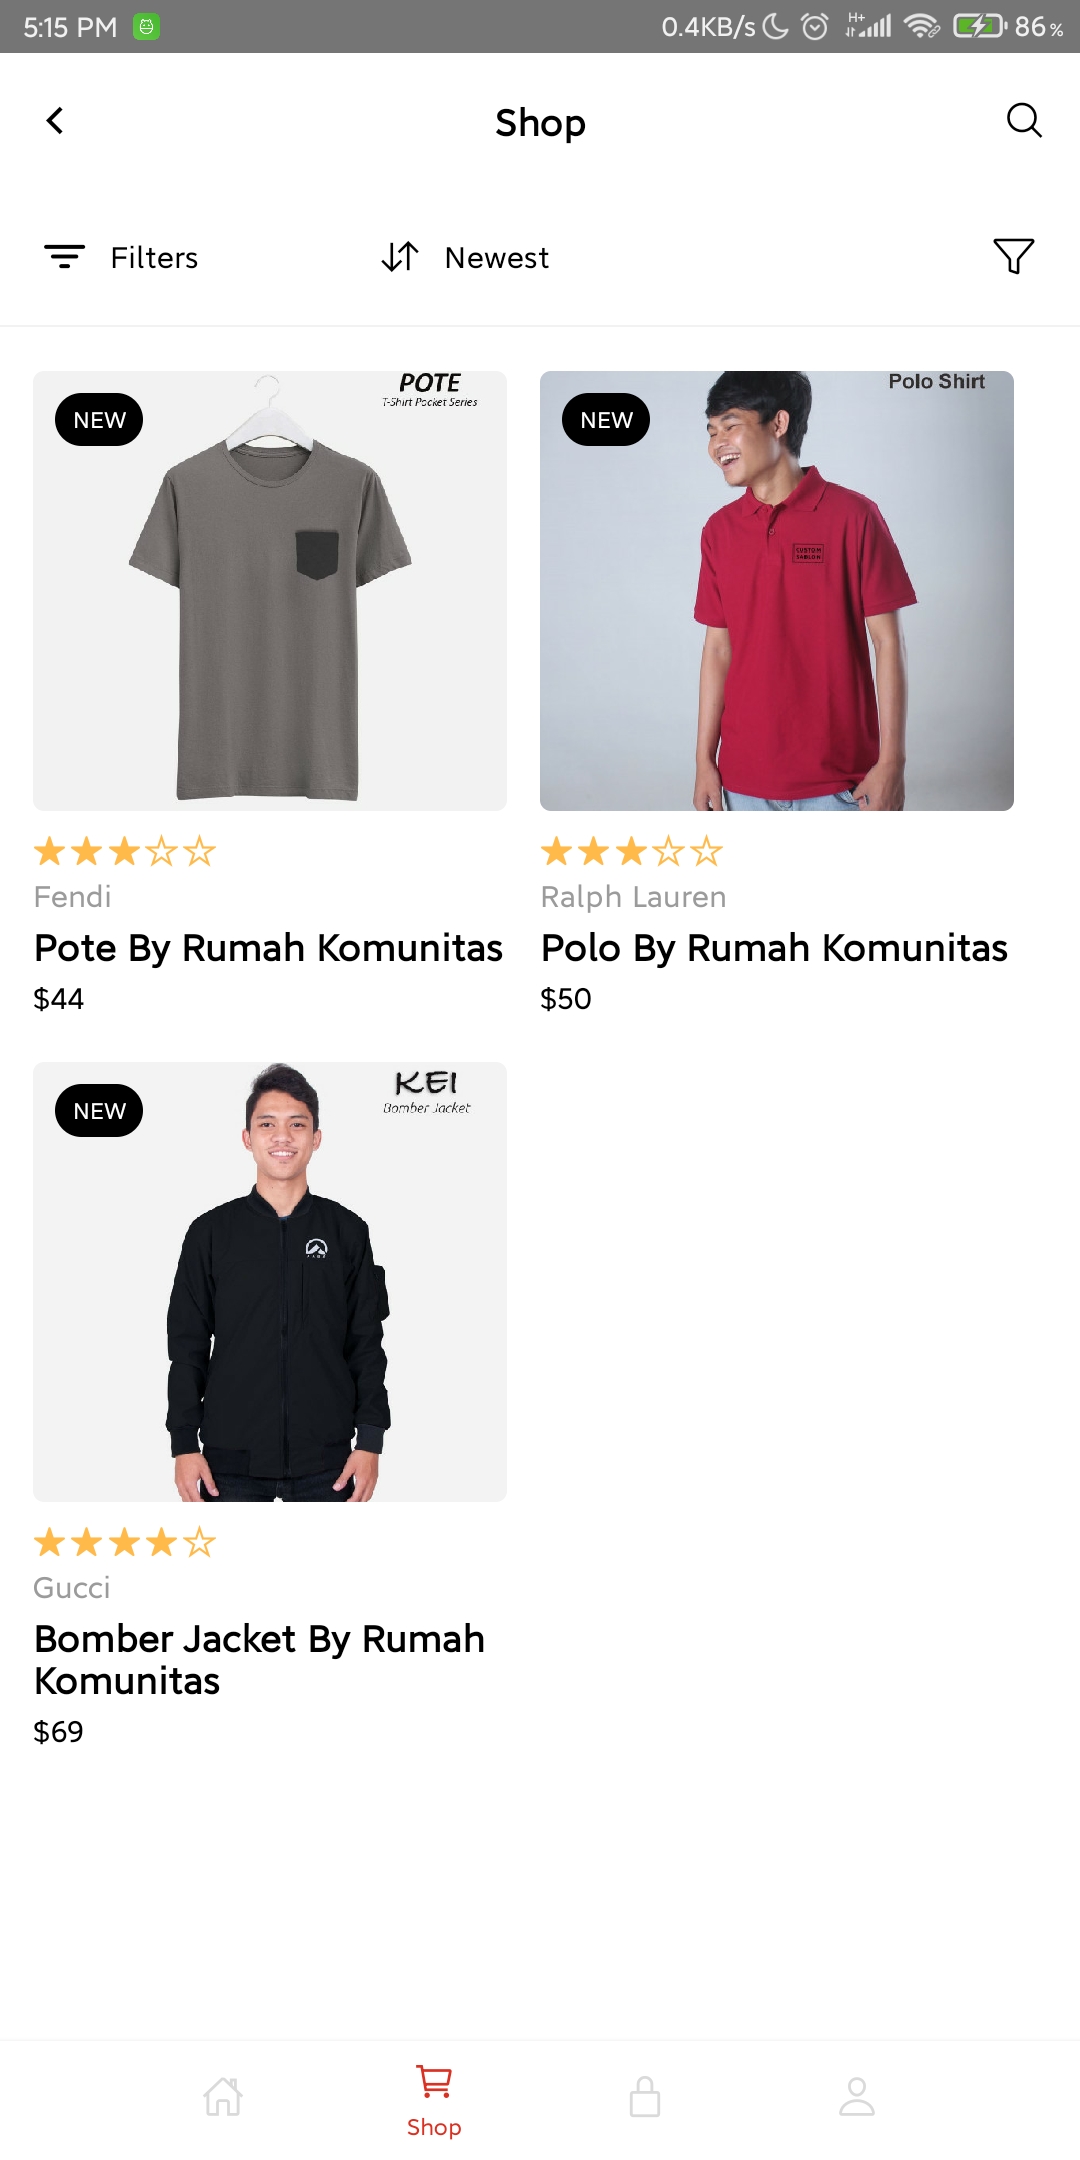 5:15 PM
0.4KB/s
H+
86%
Shop
Filters
Newest
NEW
POTE
T-Shirt Pocket Series
NEW
Polo Shirt
CUSTOM
SABLON
Fendi
Pote By Rumah Komunitas
$44
Ralph Lauren
Polo By Rumah Komunitas
$50
NEW
KEI
Bomber Jacket
Gucci
Bomber Jacket By Rumah
Komunitas
$69
Shop